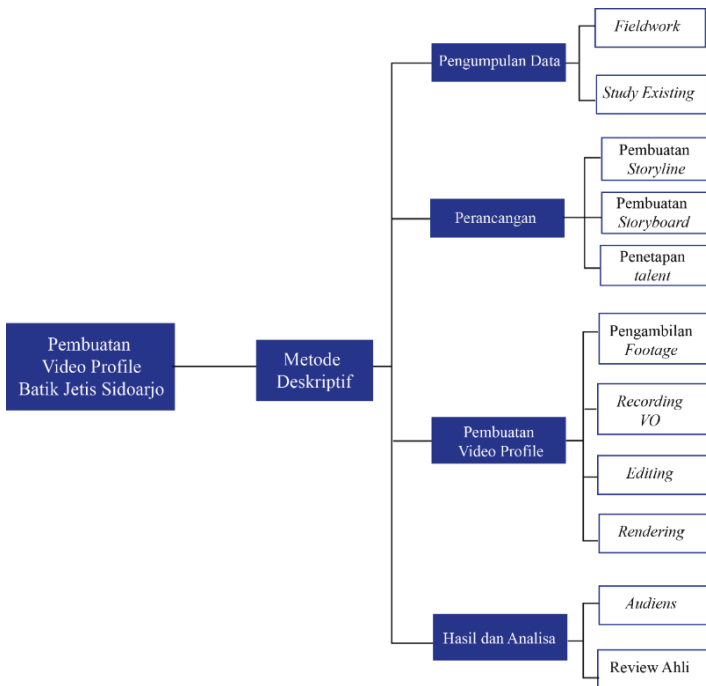 Pembuatan
Video Profile
Batik Jetis Sidoarjo
Metode
Deskriptif
Pengumpulan Data
Fieldwork
Study Existing
Perancangan
Pembuatan
Storyline
Pembuatan
Storyboard
Penetapan
talent
Pembuatan
Video Profile
Pengambilan
Footage
Recording
VO
Editing
Rendering
Hasil dan Analisa
Audiens
Review Ahli